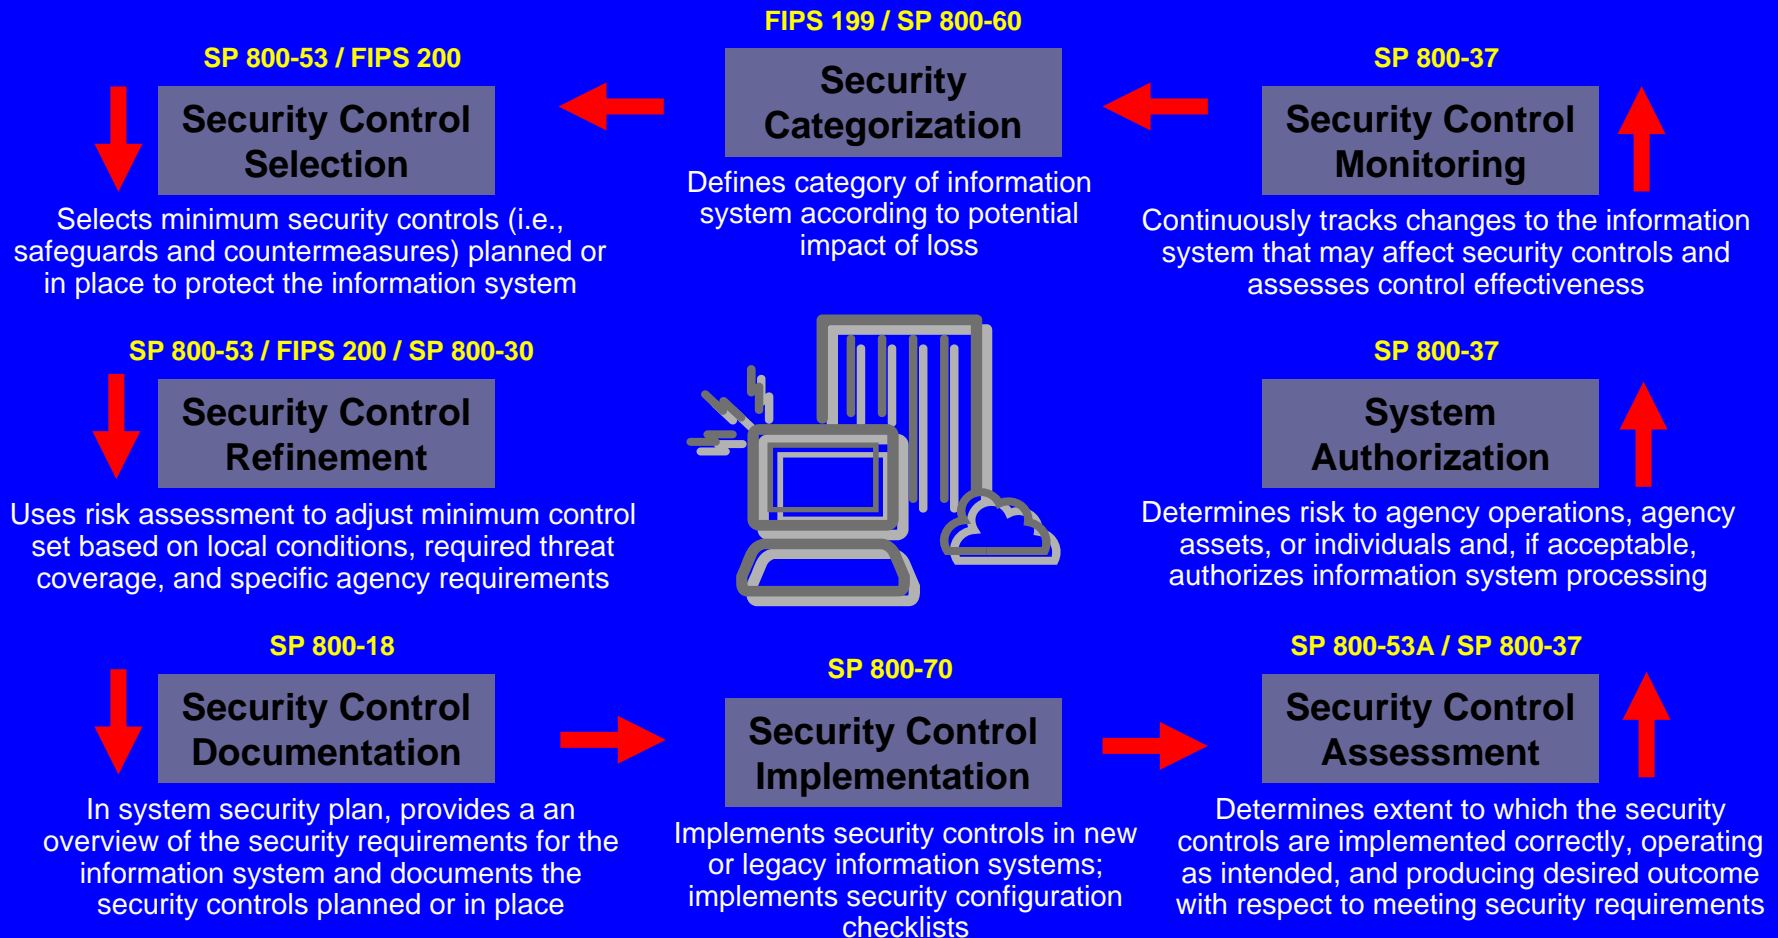 FIPS 199 / SP 800-60
Security
Categorization
Defines category of information
system according to potential
impact of loss
SP 800-53 / FIPS 200
Security Control
Selection
Selects minimum security controls (i.e.,
safeguards and countermeasures) planned or
in place to protect the information system
SP 800-53 / FIPS 200 / SP 800-30
Security Control
Refinement
Uses risk assessment to adjust minimum control
set based on local conditions, required threat
coverage, and specific agency requirements
SP 800-18
Security Control
Documentation
In system security plan, provides a an
overview of the security requirements for the
information system and documents the
security controls planned or in place
SP 800-70
Security Control
Implementation
Implements security controls in new
or legacy information systems;
implements security configuration
checklists
SP 800-53A / SP 800-37
Security Control
Assessment
Determines extent to which the security
controls are implemented correctly, operating
as intended, and producing desired outcome
with respect to meeting security requirements
SP 800-37
System
Authorization
Determines risk to agency operations, agency
assets, or individuals and, if acceptable,
authorizes information system processing
SP 800-37
Security Control
Monitoring
Continuously tracks changes to the information
system that may affect security controls and
assesses control effectiveness